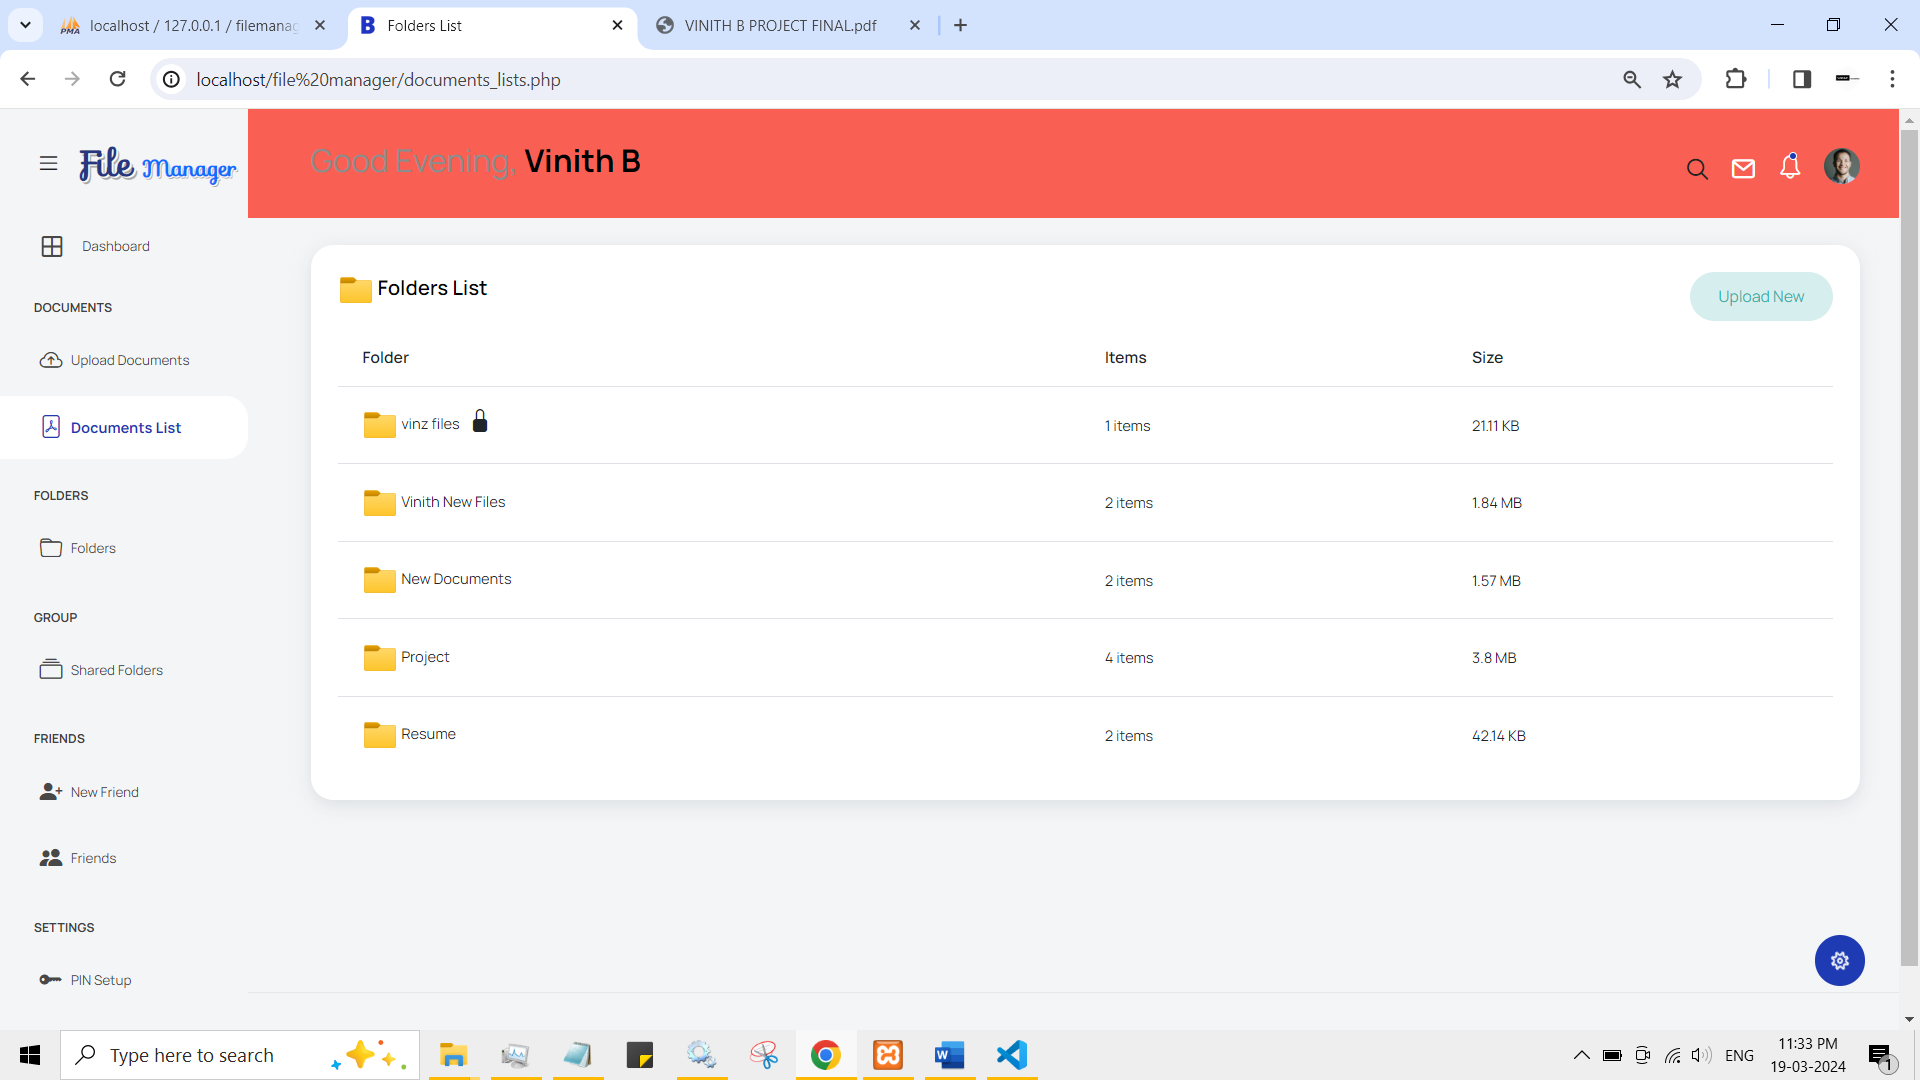 localhost / 127.0.0.1 / filemanag
Folders List
VINITH B PROJECT FINAL.pdf
localhost/file%20manager/documents_lists.php
File Manager
Good Evening, Vinith B
Dashboard
DOCUMENTS
Upload Documents
Documents List
FOLDERS
Folders
GROUP
Shared Folders
FRIENDS
New Friend
Friends
SETTINGS
PIN Setup
Folders List
Upload New
Folder Items Size
vinz files 1 items 21.11 KB
Vinith New Files 2 items 1.84 MB
New Documents 2 items 1.57 MB
Project 4 items 3.8 MB
Resume 2 items 42.14 KB
Type here to search
ENG
11:33 PM
19-03-2024
1